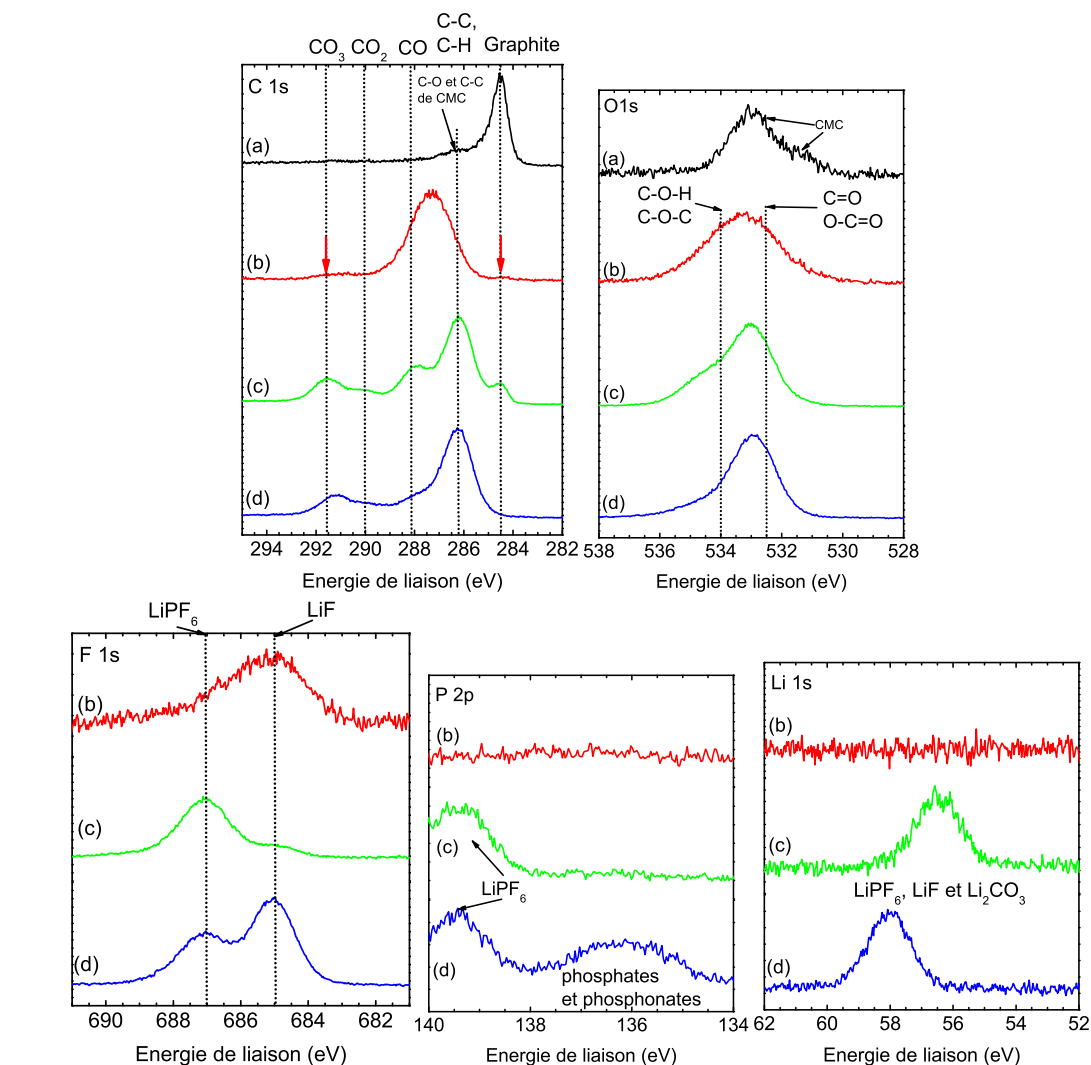 C-C,
C-H
CO3 CO2 CO Graphite
C 1s
C-O et C-C
de CMC
(a)
(b)
(c)
(d)
294 292 290 288 286 284 282
Energie de liaison (eV)
O1s
CMC
(a)
C-O-H
C-O-C
C=O
O-C=O
(b)
(c)
(d)
538 536 534 532 530 528
Energie de liaison (eV)
LiPF6 LiF
F 1s
(b)
(c)
(d)
690 688 686 684 682
Energie de liaison (eV)
P 2p
(b)
(c)
LiPF6
(d)
phosphates
et phosphonates
140 138 136 134
Energie de liaison (eV)
Li 1s
(b)
(c)
LiPF6, LiF et Li2CO3
(d)
62 60 58 56 54 52
Energie de liaison (eV)